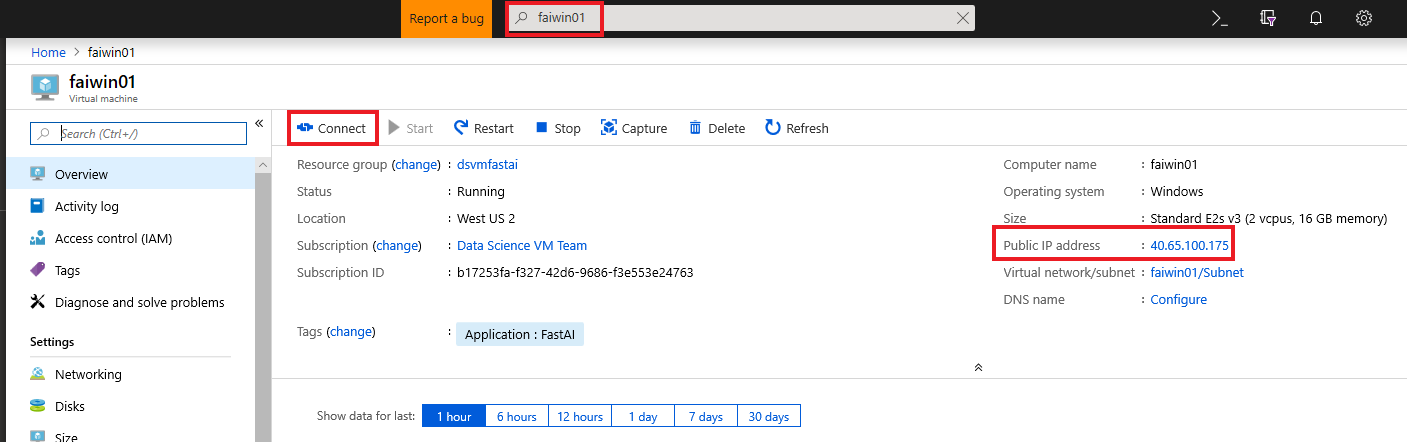 Report a bug
faiwin01
Home > faiwin01
faiwin01
Virtual machine
Search (Ctrl+/)
Overview
Activity log
Access control (IAM)
Tags
Diagnose and solve problems
Settings
Networking
Disks
Size
Connect Start Restart Stop Capture Delete Refresh
Resource group (change) : dsvmfastai
Status : Running
Location : West US 2
Subscription (change) : Data Science VM Team
Subscription ID : b17253fa-f327-42d6-9686-f3e553e24763
Tags (change) : Application : FastAI
Computer name : faiwin01
Operating system : Windows
Size : Standard E2s v3 (2 vcpus, 16 GB memory)
Public IP address : 40.65.100.175
Virtual network/subnet : faiwin01/Subnet
DNS name : Configure
Show data for last: 1 hour 6 hours 12 hours 1 day 7 days 30 days